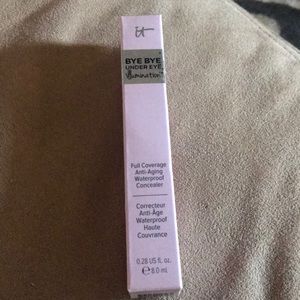 it
BYE BYE
UNDER EYE
Illumination™
Full Coverage
Anti-Aging
Waterproof
Concealer
Correcteur
Anti-Âge
Waterproof
Haute
Couvrance
0.28 US fl. oz.
℮ 8.0 mL